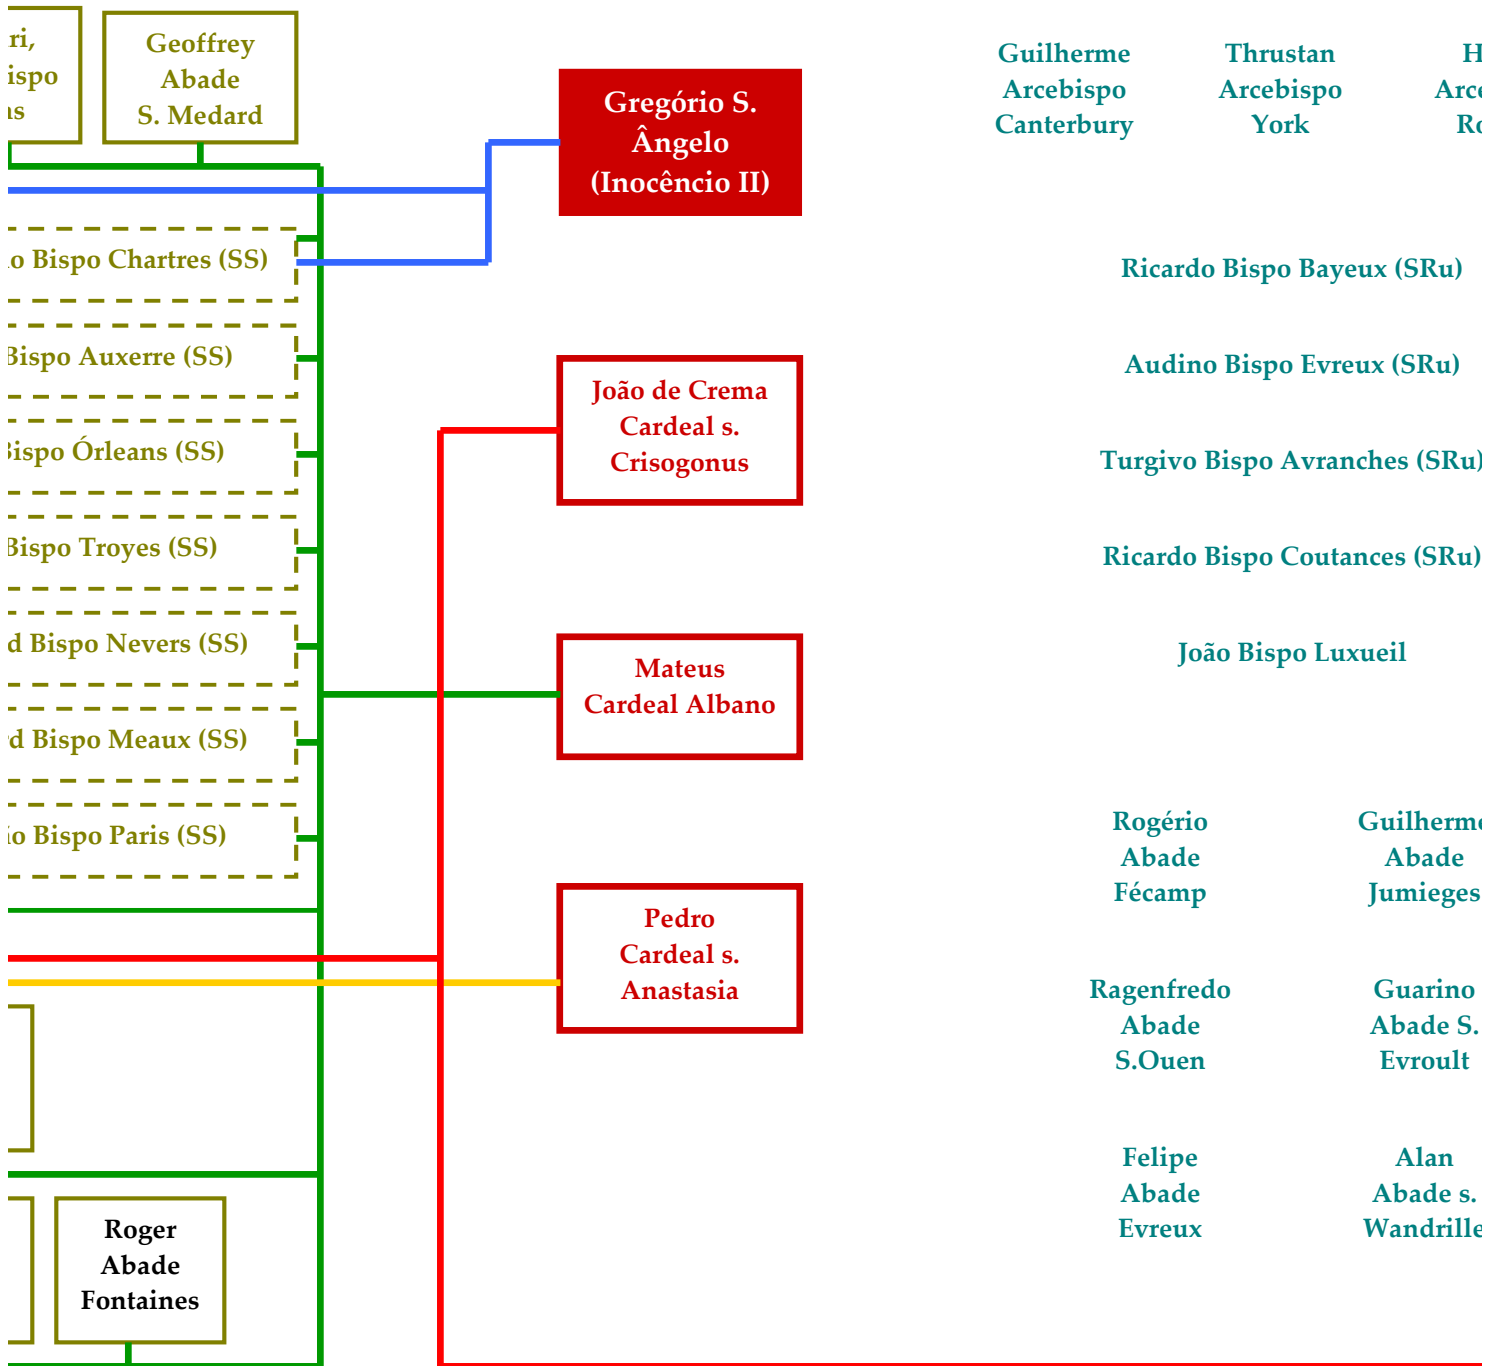 Geoffrey
Abade
S. Medard
Gregório S.
Ângelo
(Inocêncio II)
Guilherme
Arcebispo
Canterbury
Thrustan
Arcebispo
York
Bispo Chartres (SS)
Bispo Auxerre (SS)
Bispo Órleans (SS)
Bispo Troyes (SS)
Bispo Nevers (SS)
Bispo Meaux (SS)
Bispo Paris (SS)
João de Crema
Cardeal s.
Crisogonus
Mateus
Cardeal Albano
Pedro
Cardeal s.
Anastasia
Ricardo Bispo Bayeux (SRu)
Audino Bispo Evreux (SRu)
Turgivo Bispo Avranches (SRu)
Ricardo Bispo Coutances (SRu)
João Bispo Luxueil
Rogério
Abade
Fécamp
Guilherme
Abade
Jumieges
Ragenfredo
Abade
S.Ouen
Guarino
Abade S.
Evroult
Felipe
Abade
Evreux
Alan
Abade s.
Wandrille
Roger
Abade
Fontaines